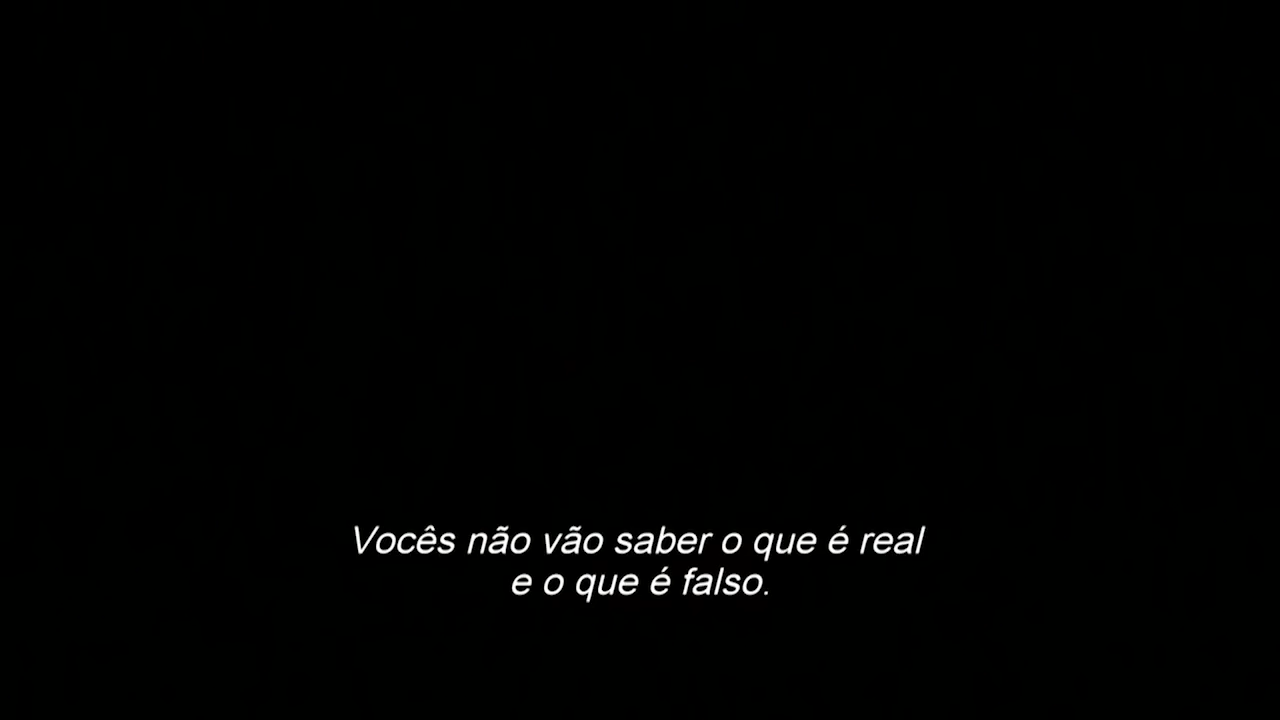 Vocês não vão saber o que é real
e o que é falso.